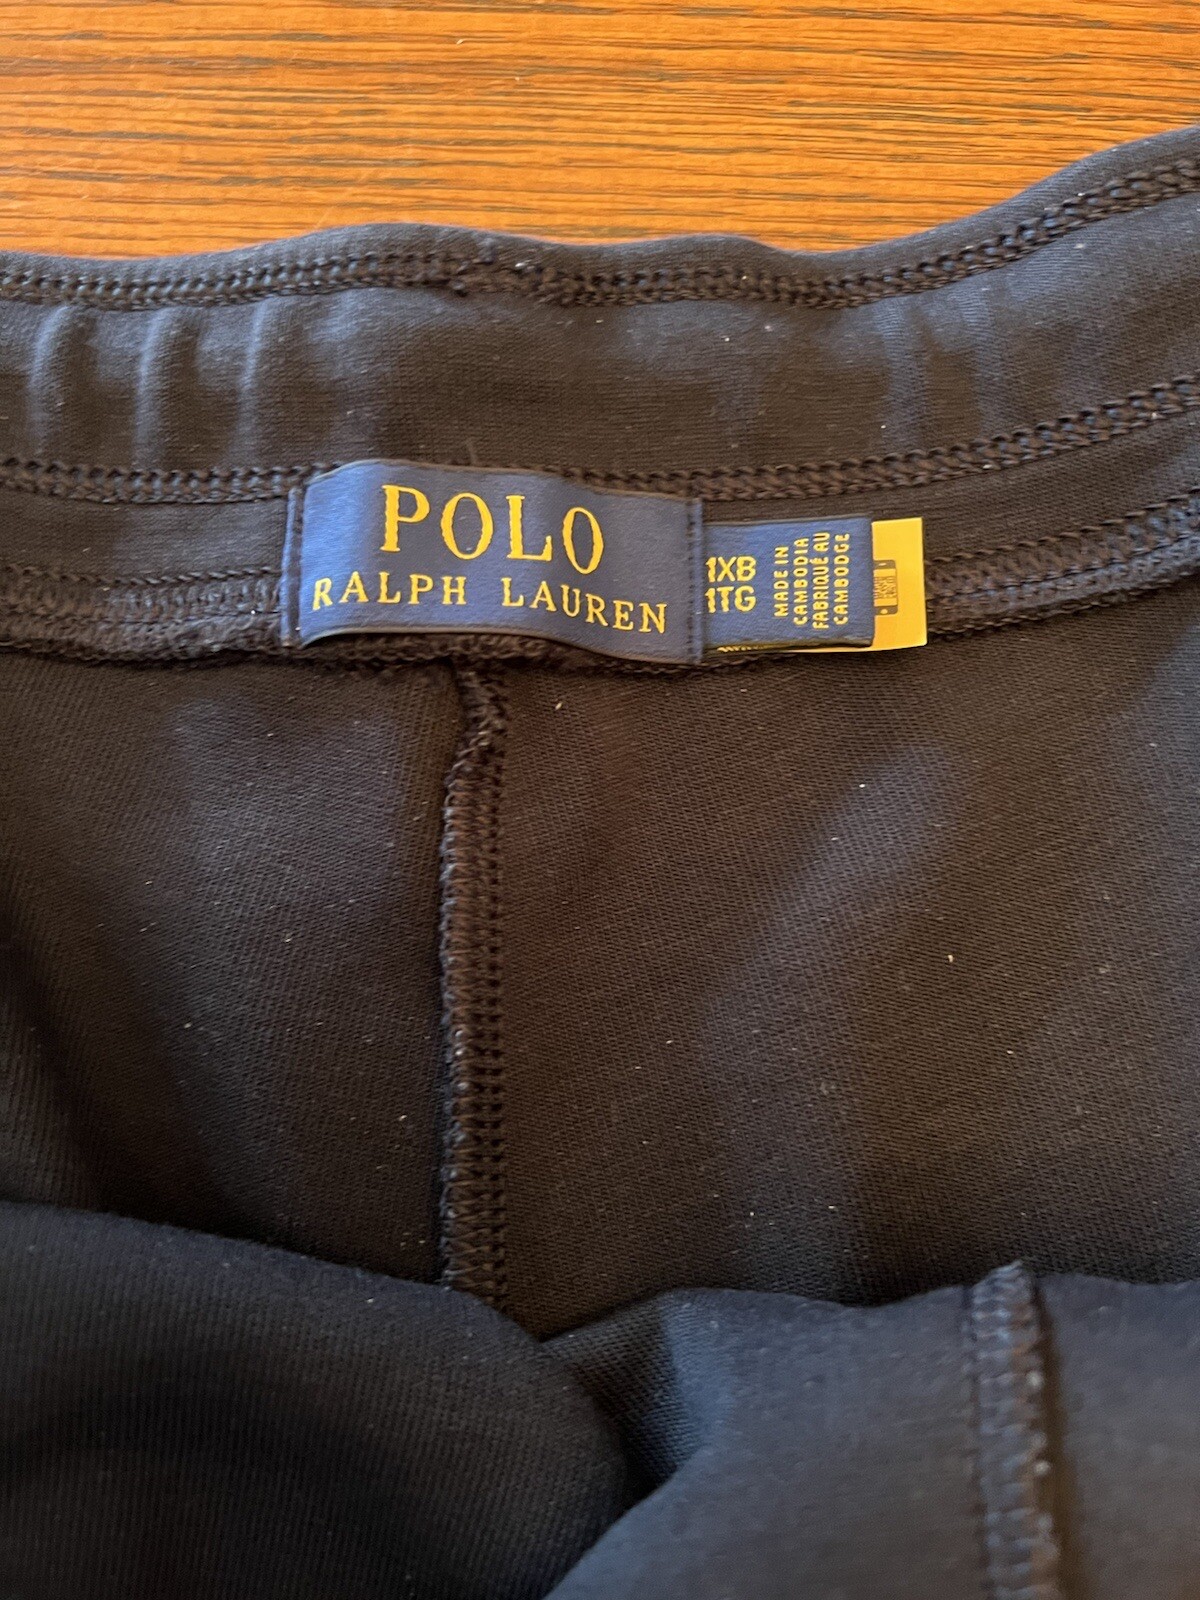 POLO
RALPH LAUREN
1XB
1TG
MADE IN
CAMBODIA
FABRIQUÉ AU
CAMBODGE